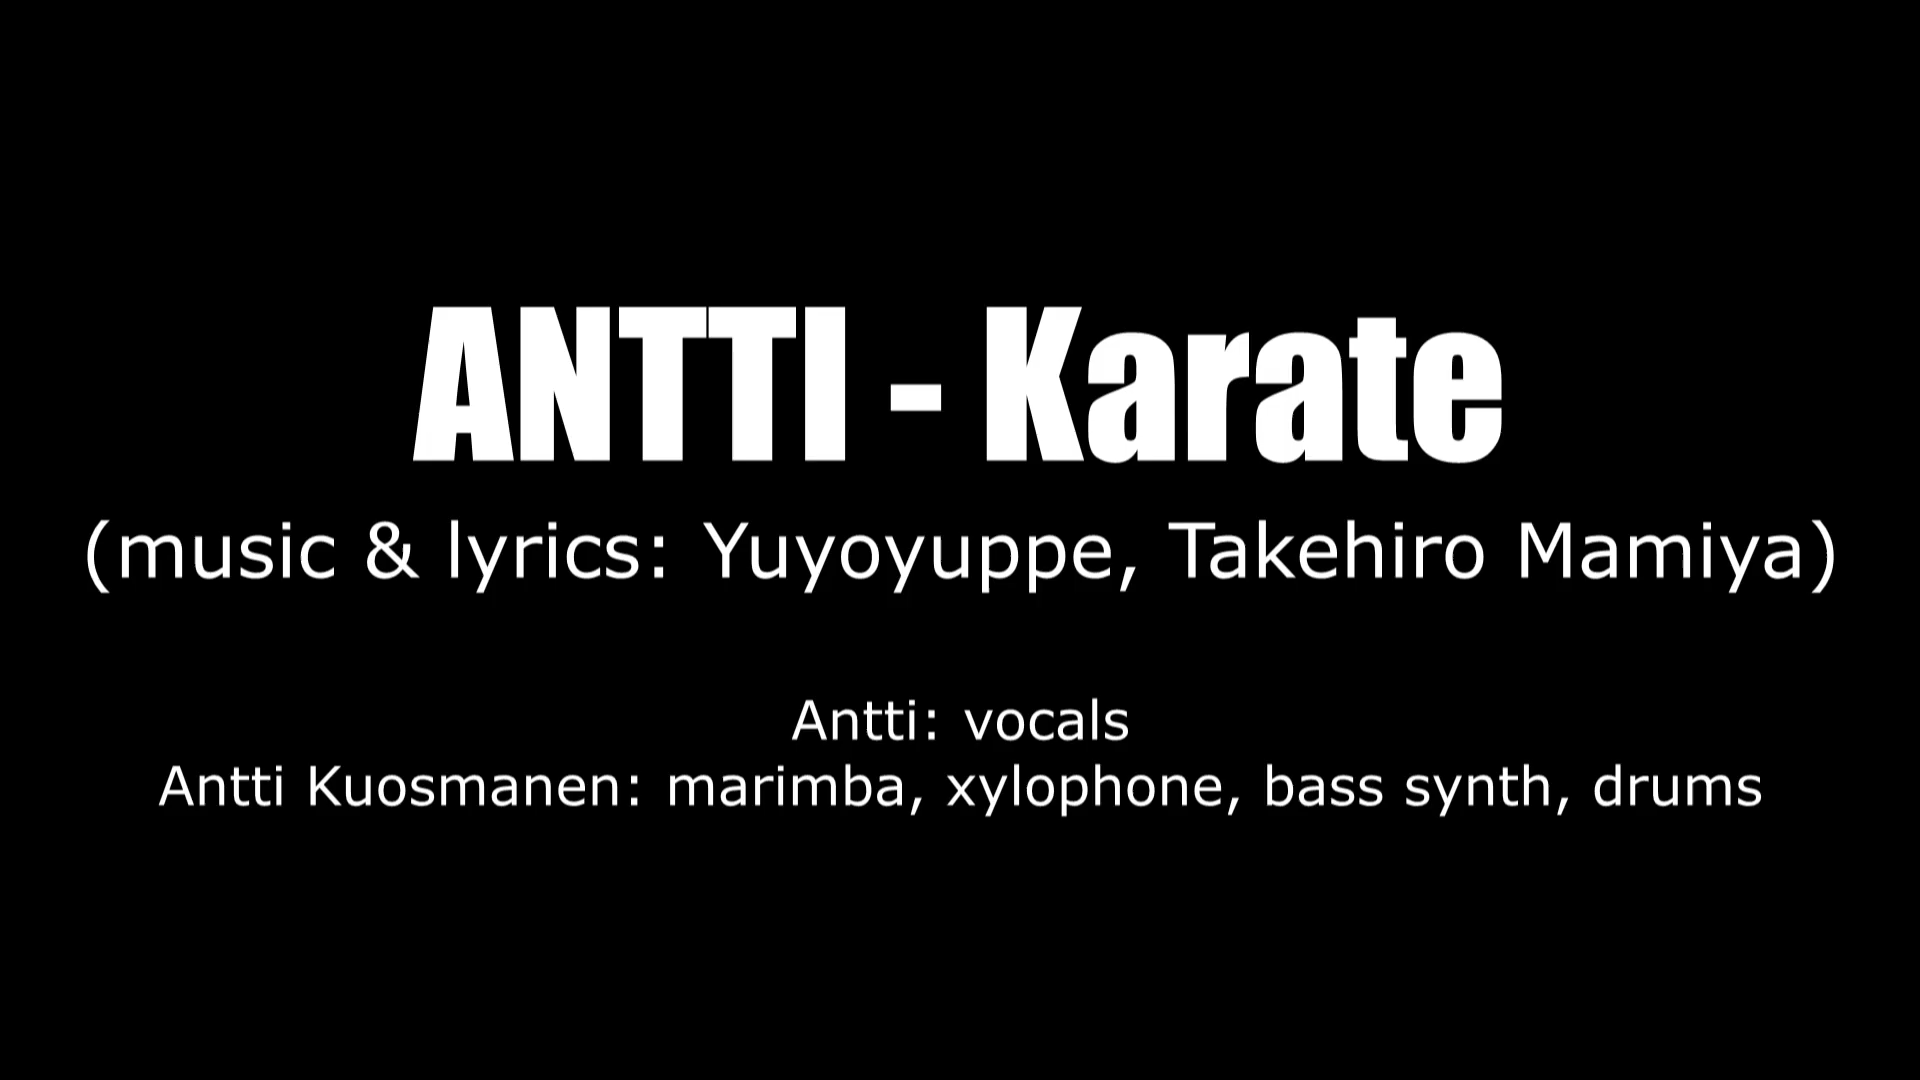 ANTTI - Karate
(music & lyrics: Yuyoyuppe, Takehiro Mamiya)
Antti: vocals
Antti Kuosmanen: marimba, xylophone, bass synth, drums